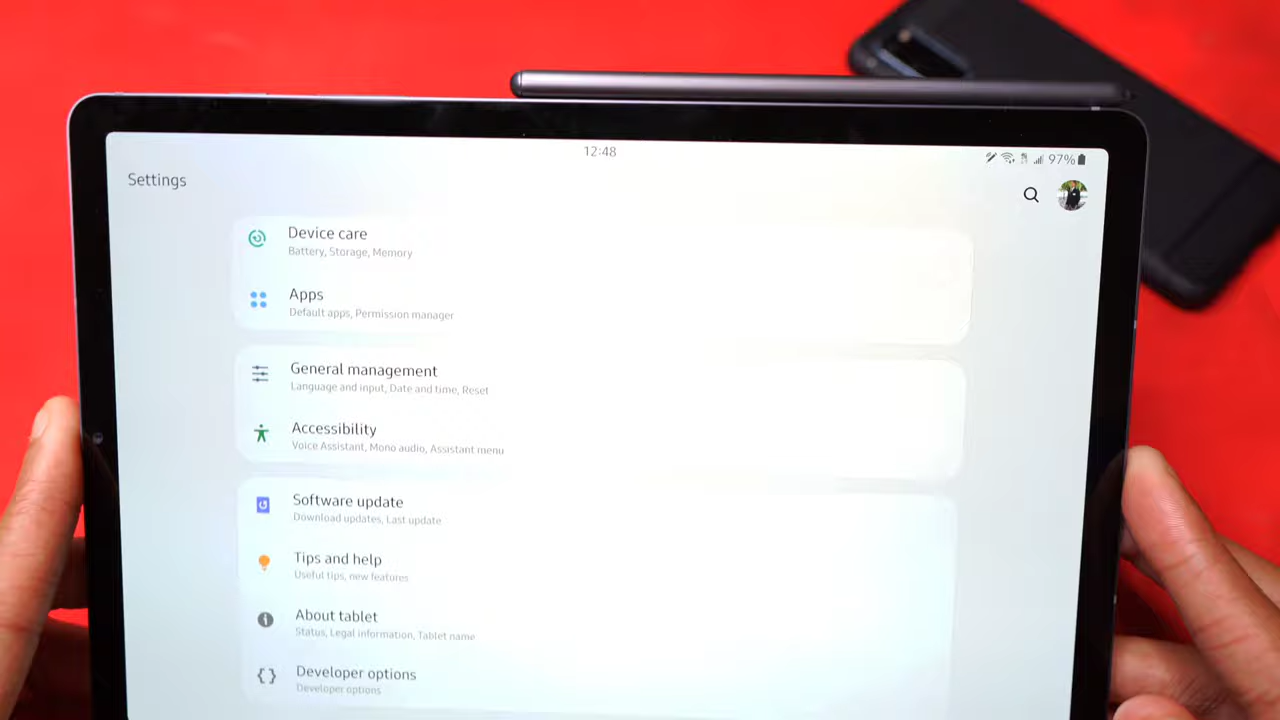 12:48
97%
Settings
Device care
Battery, Storage, Memory
Apps
Default apps, Permission manager
General management
Language and input, Date and time, Reset
Accessibility
Voice Assistant, Mono audio, Assistant menu
Software update
Download updates, Last update
Tips and help
Useful tips, new features
About tablet
Status, Legal information, Tablet name
Developer options
Developer options